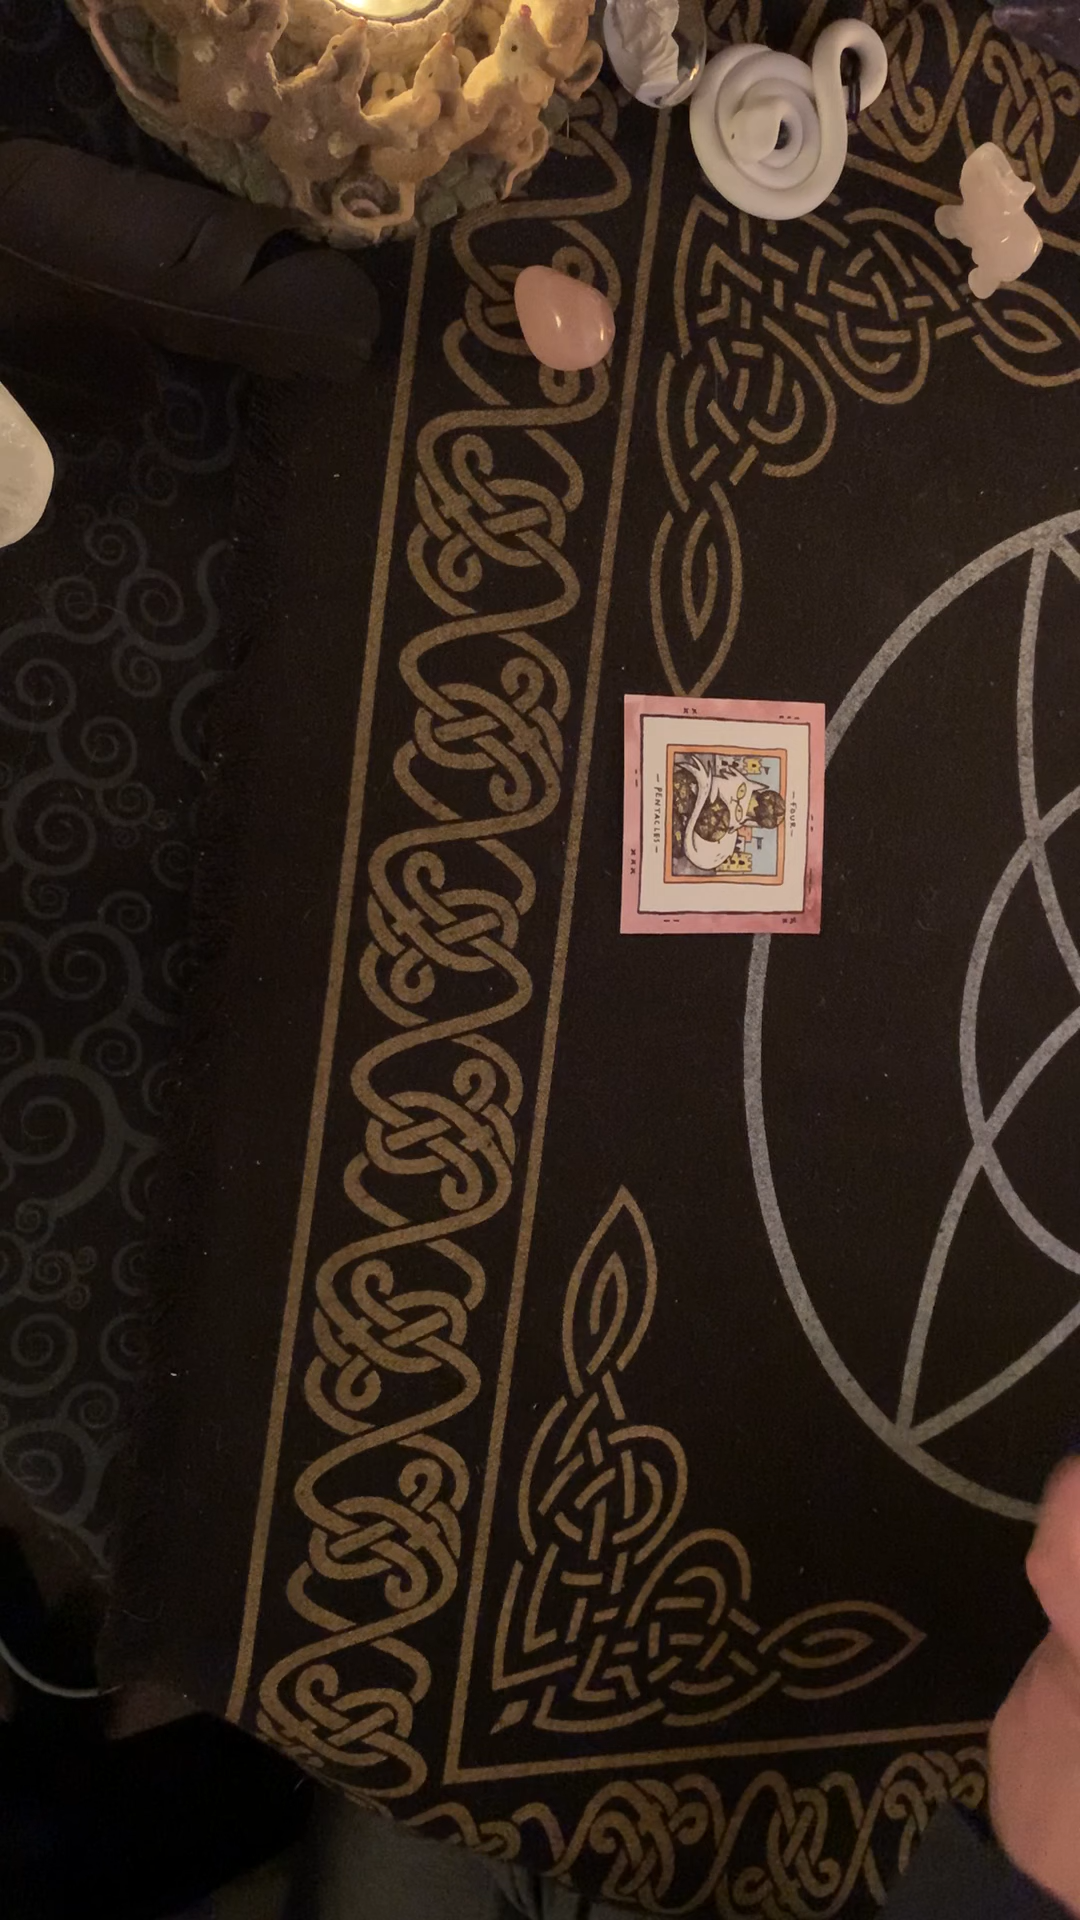 — FOUR —
— PENTACLES —